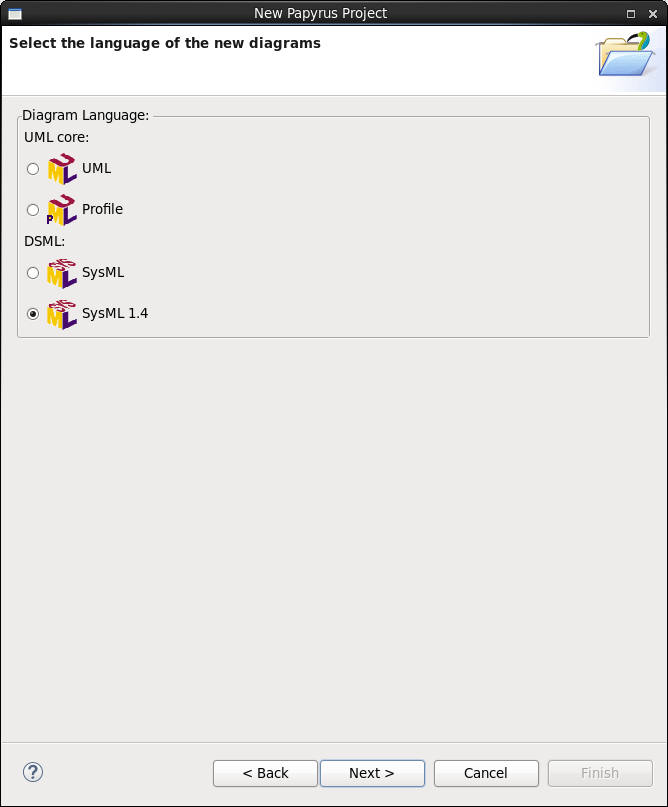 New Papyrus Project
Select the language of the new diagrams
Diagram Language:
UML core:
UML
Profile
DSML:
SysML
SysML 1.4
?
< Back
Next >
Cancel
Finish